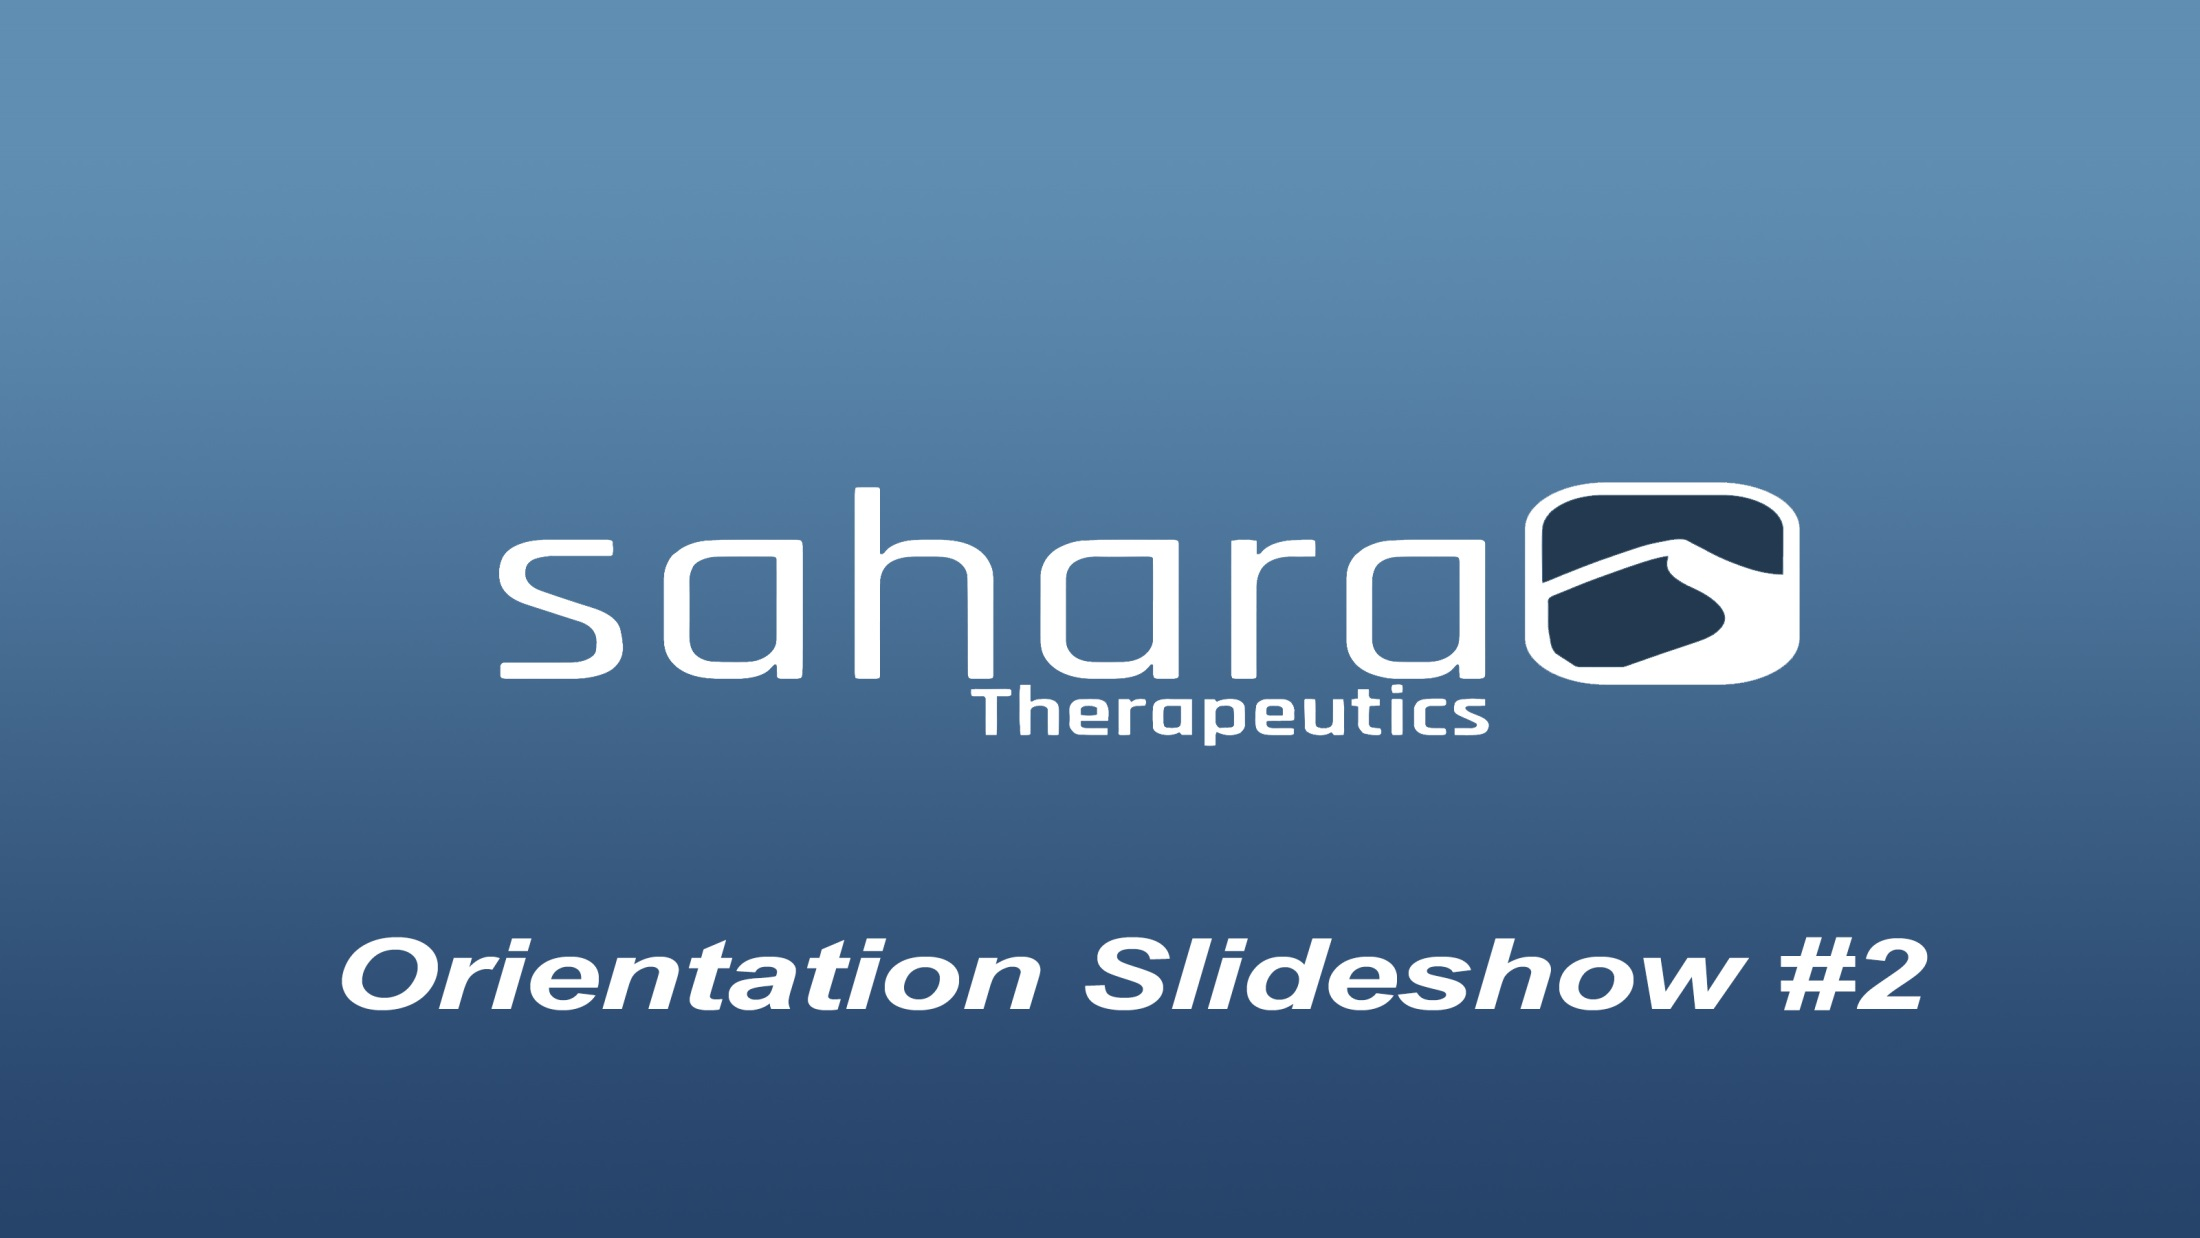 sahara
Therapeutics
Orientation Slideshow #2